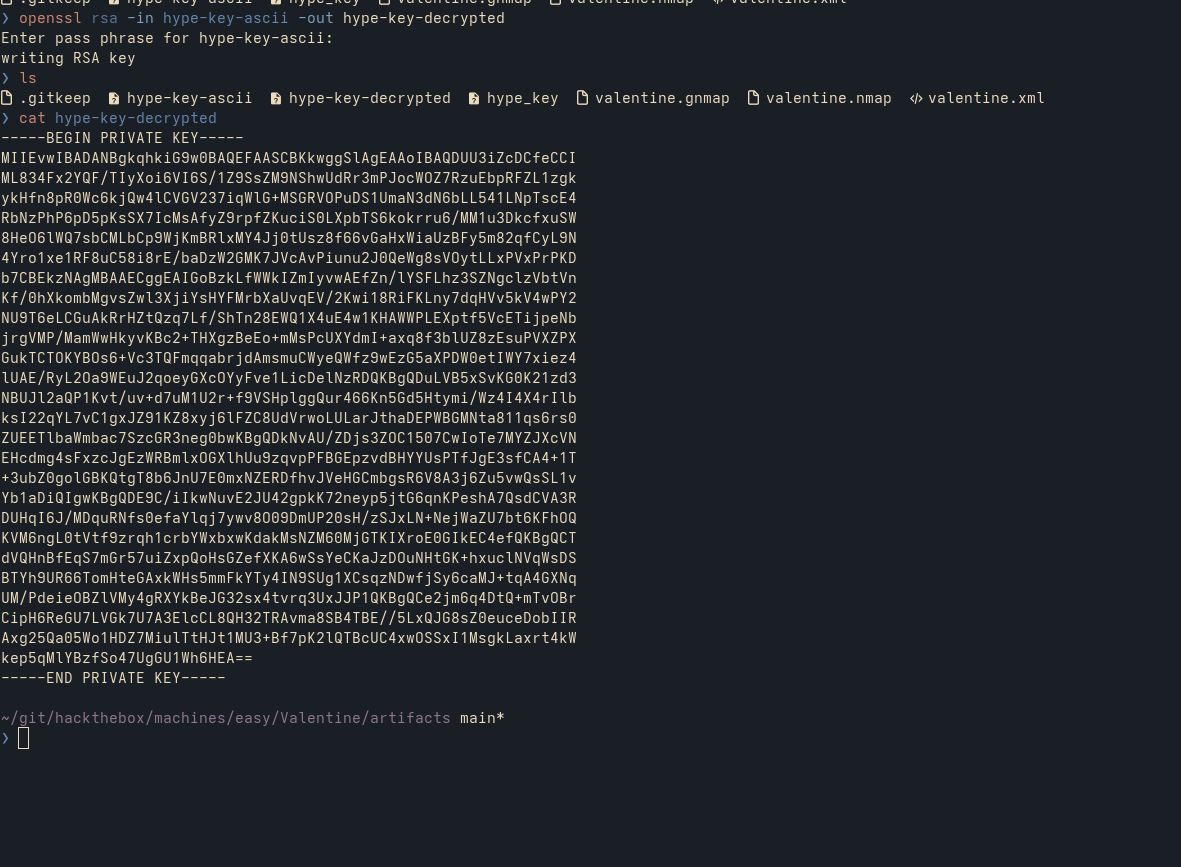 .gitkeep hype-key-ascii hype_key valentine.gnmap valentine.nmap valentine.xml
❯ openssl rsa -in hype-key-ascii -out hype-key-decrypted
Enter pass phrase for hype-key-ascii:
writing RSA key
❯ ls
.gitkeep hype-key-ascii hype-key-decrypted hype_key valentine.gnmap valentine.nmap </> valentine.xml
❯ cat hype-key-decrypted
-----BEGIN PRIVATE KEY-----
MIIEvwIBADANBgkqhkiG9w0BAQEFAASCBKkwggSlAgEAAoIBAQDUU3iZcDCfeCCI
ML834Fx2YQF/TIyXoi6VI6S/1Z9SsZM9NShwUdRr3mPJocWOZ7RzuEbpRFZL1zgk
ykHfn8pR0Wc6kjQw4lCVGV237iqWlG+MSGRVOPuDS1UmaN3dN6bLL541LNpTscE4
RbNzPhP6pD5pKsSX7IcMsAfyZ9rpfZKuciS0LXpbTS6kokrru6/MM1u3DkcfxuSW
8HeO6lWQ7sbCMLbCp9WjKmBRlxMY4Jj0tUsz8f66vGaHxWiaUzBFy5m82qfCyL9N
4Yro1xe1RF8uC58i8rE/baDzW2GMK7JVcAvPiunu2J0QeWg8sVOytLLxPVxPrPKD
b7CBEkzNAgMBAAECggEAIGoBzkLfWWkIZmIyvwAEfZn/lYSFLhz3SZNgclzVbtVn
Kf/0hXkombMgvsZwl3XjiYsHYFMrbXaUvqEV/2Kwi18RiFKLny7dqHVv5kV4wPY2
NU9T6eLCGuAkRrHZtQzq7Lf/ShTn28EWQ1X4uE4w1KHAWWPLEXptf5VcETijpeNb
jrgVMP/MamWwHkyvKBc2+THXgzBeEo+mMsPcUXYdmI+axq8f3blUZ8zEsuPVXZPX
GukTCTOKYBOs6+Vc3TQFmqqabrjdAmsmuCWyeQWfz9wEzG5aXPDW0etIWY7xiez4
lUAE/RyL2Oa9WEuJ2qoeyGXcOYyFve1LicDelNzRDQKBgQDuLVB5xSvKG0K21zd3
NBUJl2aQP1Kvt/uv+d7uM1U2r+f9VSHplggQur466Kn5Gd5Htymi/Wz4I4X4rIlb
ksI22qYL7vC1gxJZ91KZ8xyj6lFZC8UdVrwoLULarJthaDEPWBGMNta811qs6rs0
ZUEETlbaWmbac7SzcGR3neg0bwKBgQDkNvAU/ZDjs3ZOC1507CwIoTe7MYZJXcVN
EHcdmg4sFxzcJgEzWRBmlxOGXlhUu9zqvpPFBGEpzvdBHYYUsPTfJgE3sfCA4+1T
+3ubZ0golGBKQtgT8b6JnU7E0mxNZERDfhvJVeHGCmbgsR6V8A3j6Zu5vwQsSL1v
Yb1aDiQIgwKBgQDE9C/iIkwNuvE2JU42gpkK72neyp5jtG6qnKPeshA7QsdCVA3R
DUHqI6J/MDquRNfs0efaYlqj7ywv8O09DmUP20sH/zSJxLN+NejWaZU7bt6KFhOQ
KVM6ngL0tVtf9zrqh1crbYWxbxwKdakMsNZM60MjGTKIXroE0GIkEC4efQKBgQCT
dVQHnBfEqS7mGr57uiZxpQoHsGZefXKA6wSsYeCKaJzDOuNHtGK+hxuclNVqWsDS
BTYh9UR66TomHteGAxkWHs5mmFkYTy4IN9SUg1XCsqzNDwfjSy6caMJ+tqA4GXNq
UM/PdeieOBZlVMy4gRXYkBeJG32sx4tvrq3UxJJP1QKBgQCe2jm6q4DtQ+mTvOBr
CipH6ReGU7LVGk7U7A3ElcCL8QH32TRAvma8SB4TBE//5LxQJG8sZ0euceDobIIR
Axg25Qa05Wo1HDZ7MiulTtHJt1MU3+Bf7pK2lQTBcUC4xwOSSxI1MsgkLaxrt4kW
kep5qMlYBzfSo47UgGU1Wh6HEA==
-----END PRIVATE KEY-----
~/git/hackthebox/machines/easy/Valentine/artifacts main*
❯